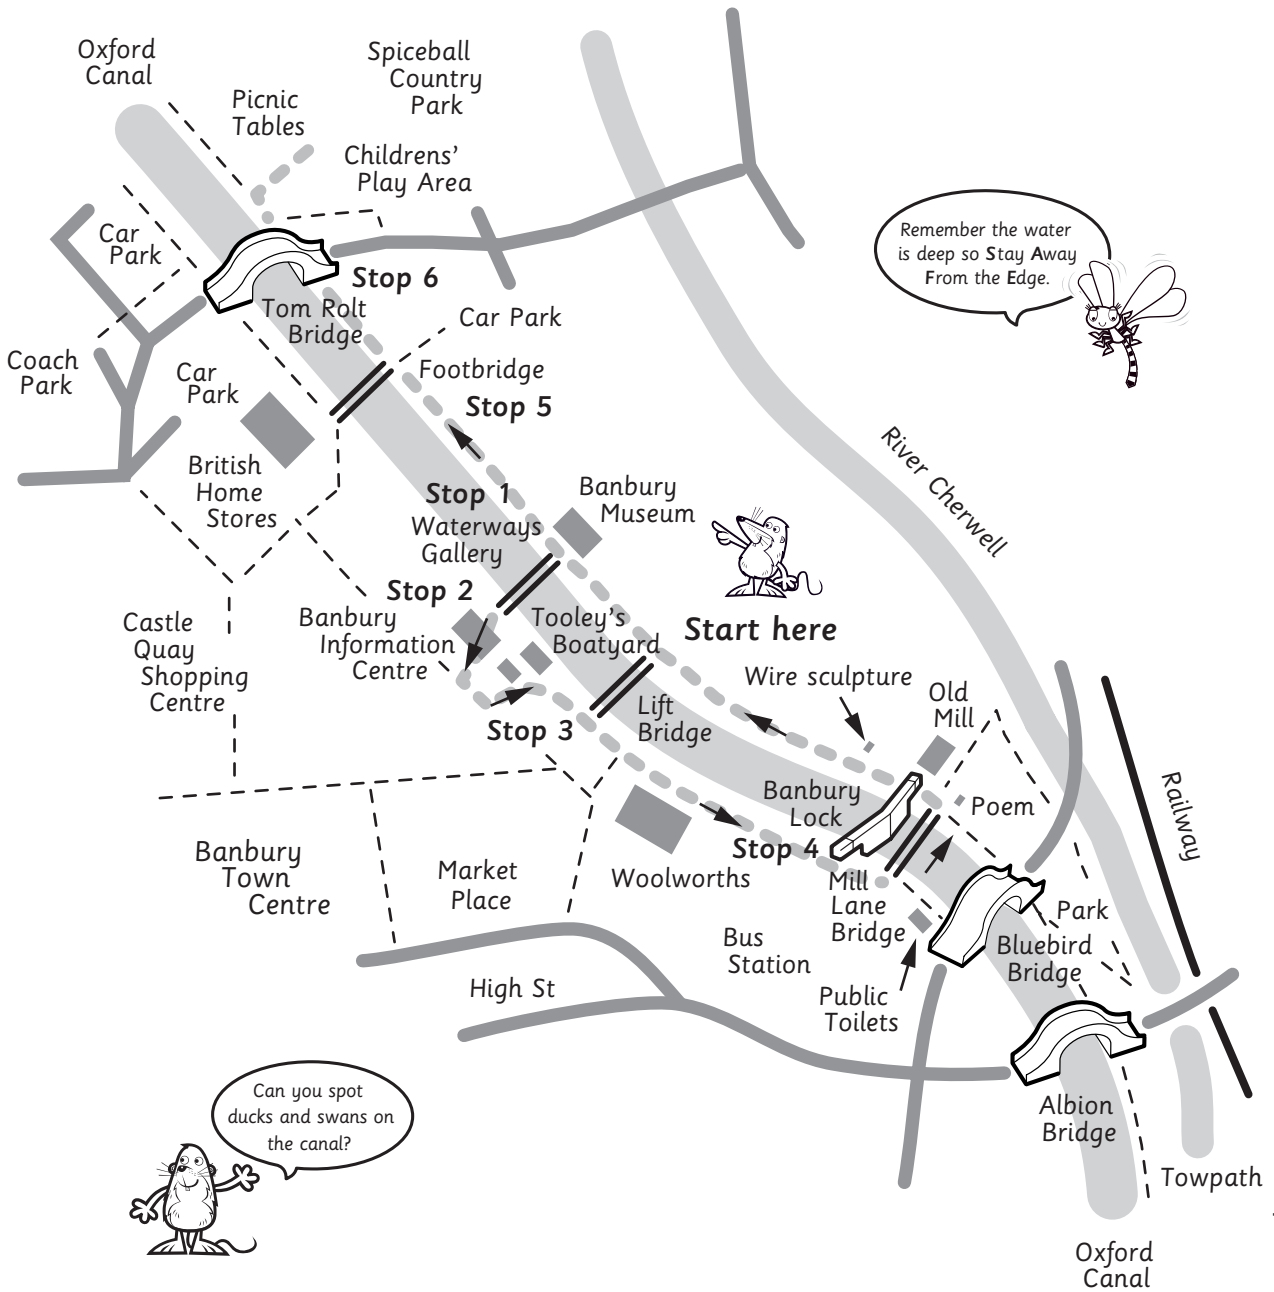 Oxford
Canal
Spiceball
Country
Park
Picnic
Tables
Childrens'
Play Area
Car
Park
Remember the water
is deep so Stay Away
From the Edge.
Stop 6
Tom Rolt
Bridge
Car Park
Coach
Park
Car
Park
Footbridge
Stop 5
British
Home
Stores
River Cherwell
Stop 1
Waterways
Gallery
Banbury
Museum
Stop 2
Banbury
Information
Centre
Tooley's
Boatyard
Start here
Castle
Quay
Shopping
Centre
Wire sculpture
Old
Mill
Stop 3
Lift
Bridge
Railway
Banbury
Lock
Poem
Stop 4
Banbury
Town
Centre
Market
Place
Woolworths
Mill
Lane
Bridge
Park
Bus
Station
Bluebird
Bridge
High St
Public
Toilets
Can you spot
ducks and swans on
the canal?
Albion
Bridge
Towpath
Oxford
Canal